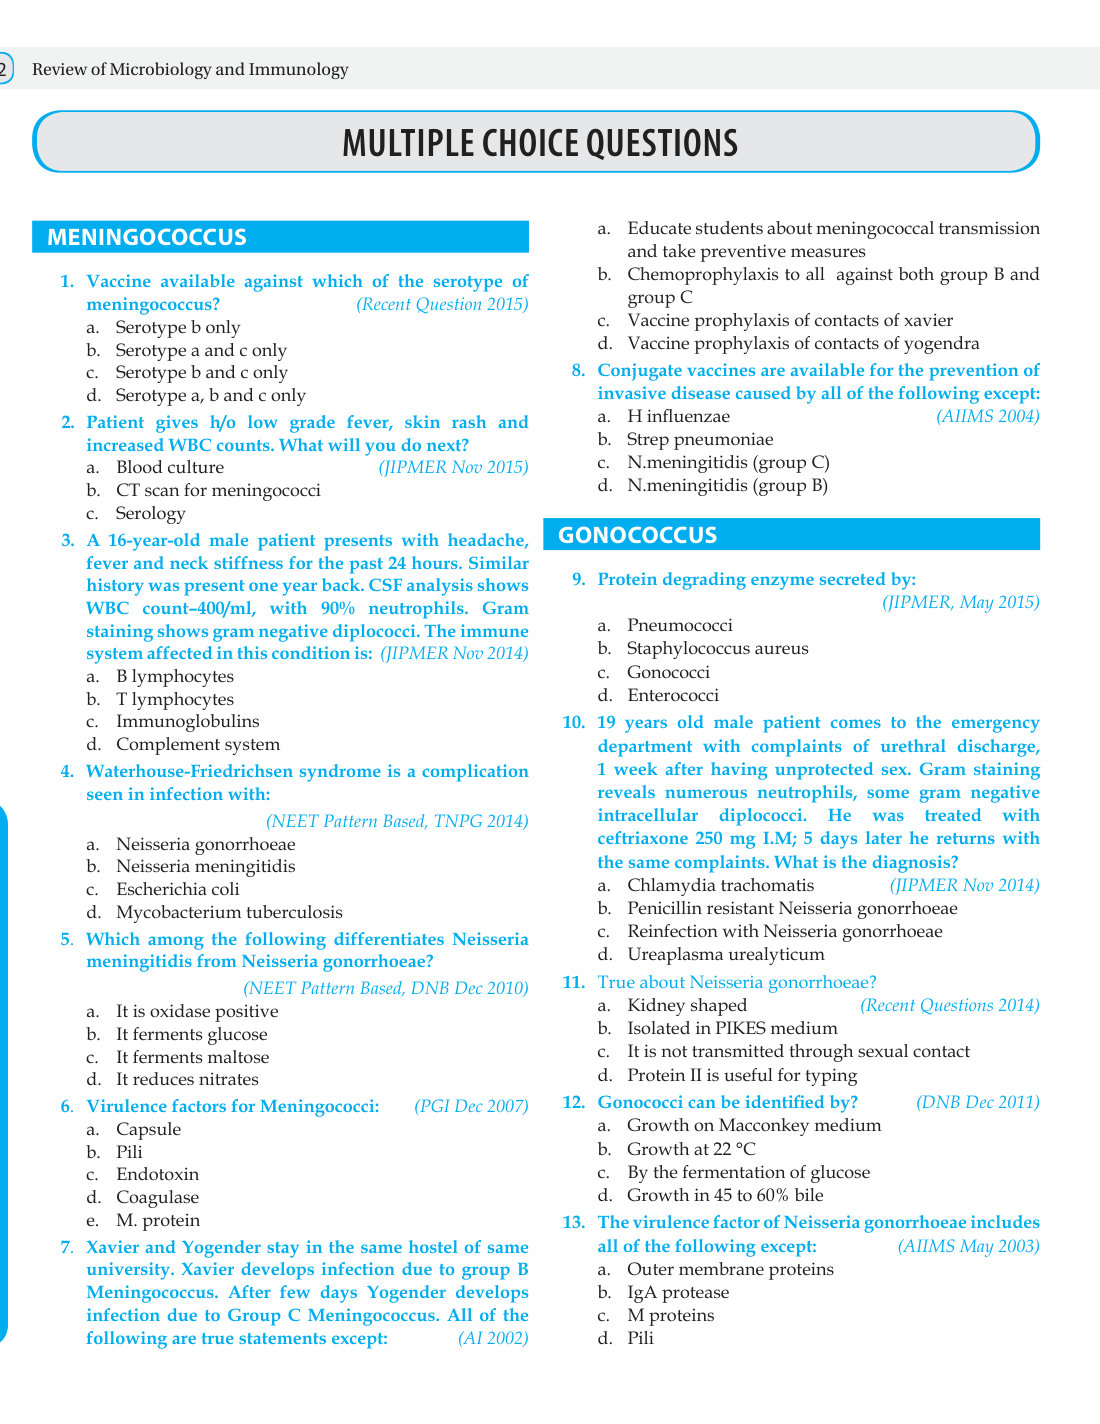 2
Review of Microbiology and Immunology
MULTIPLE CHOICE QUESTIONS
MENINGOCOCCUS
1. Vaccine available against which of the serotype of
meningococcus? (Recent Question 2015)
a. Serotype b only
b. Serotype a and c only
c. Serotype b and c only
d. Serotype a, b and c only
2. Patient gives h/o low grade fever, skin rash and
increased WBC counts. What will you do next?
a. Blood culture (JIPMER Nov 2015)
b. CT scan for meningococci
c. Serology
3. A 16-year-old male patient presents with headache,
fever and neck stiffness for the past 24 hours. Similar
history was present one year back. CSF analysis shows
WBC count–400/ml, with 90% neutrophils. Gram
staining shows gram negative diplococci. The immune
system affected in this condition is: (JIPMER Nov 2014)
a. B lymphocytes
b. T lymphocytes
c. Immunoglobulins
d. Complement system
4. Waterhouse-Friedrichsen syndrome is a complication
seen in infection with:
(NEET Pattern Based, TNPG 2014)
a. Neisseria gonorrhoeae
b. Neisseria meningitidis
c. Escherichia coli
d. Mycobacterium tuberculosis
5. Which among the following differentiates Neisseria
meningitidis from Neisseria gonorrhoeae?
(NEET Pattern Based, DNB Dec 2010)
a. It is oxidase positive
b. It ferments glucose
c. It ferments maltose
d. It reduces nitrates
6. Virulence factors for Meningococci: (PGI Dec 2007)
a. Capsule
b. Pili
c. Endotoxin
d. Coagulase
e. M. protein
7. Xavier and Yogender stay in the same hostel of same
university. Xavier develops infection due to group B
Meningococcus. After few days Yogender develops
infection due to Group C Meningococcus. All of the
following are true statements except: (AI 2002)
a. Educate students about meningococcal transmission
and take preventive measures
b. Chemoprophylaxis to all against both group B and
group C
c. Vaccine prophylaxis of contacts of xavier
d. Vaccine prophylaxis of contacts of yogendra
8. Conjugate vaccines are available for the prevention of
invasive disease caused by all of the following except:
a. H influenzae (AIIMS 2004)
b. Strep pneumoniae
c. N.meningitidis (group C)
d. N.meningitidis (group B)
GONOCOCCUS
9. Protein degrading enzyme secreted by:
(JIPMER, May 2015)
a. Pneumococci
b. Staphylococcus aureus
c. Gonococci
d. Enterococci
10. 19 years old male patient comes to the emergency
department with complaints of urethral discharge,
1 week after having unprotected sex. Gram staining
reveals numerous neutrophils, some gram negative
intracellular diplococci. He was treated with
ceftriaxone 250 mg I.M; 5 days later he returns with
the same complaints. What is the diagnosis?
a. Chlamydia trachomatis (JIPMER Nov 2014)
b. Penicillin resistant Neisseria gonorrhoeae
c. Reinfection with Neisseria gonorrhoeae
d. Ureaplasma urealyticum
11. True about Neisseria gonorrhoeae?
a. Kidney shaped (Recent Questions 2014)
b. Isolated in PIKES medium
c. It is not transmitted through sexual contact
d. Protein II is useful for typing
12. Gonococci can be identified by? (DNB Dec 2011)
a. Growth on Macconkey medium
b. Growth at 22 °C
c. By the fermentation of glucose
d. Growth in 45 to 60% bile
13. The virulence factor of Neisseria gonorrhoeae includes
all of the following except: (AIIMS May 2003)
a. Outer membrane proteins
b. IgA protease
c. M proteins
d. Pili